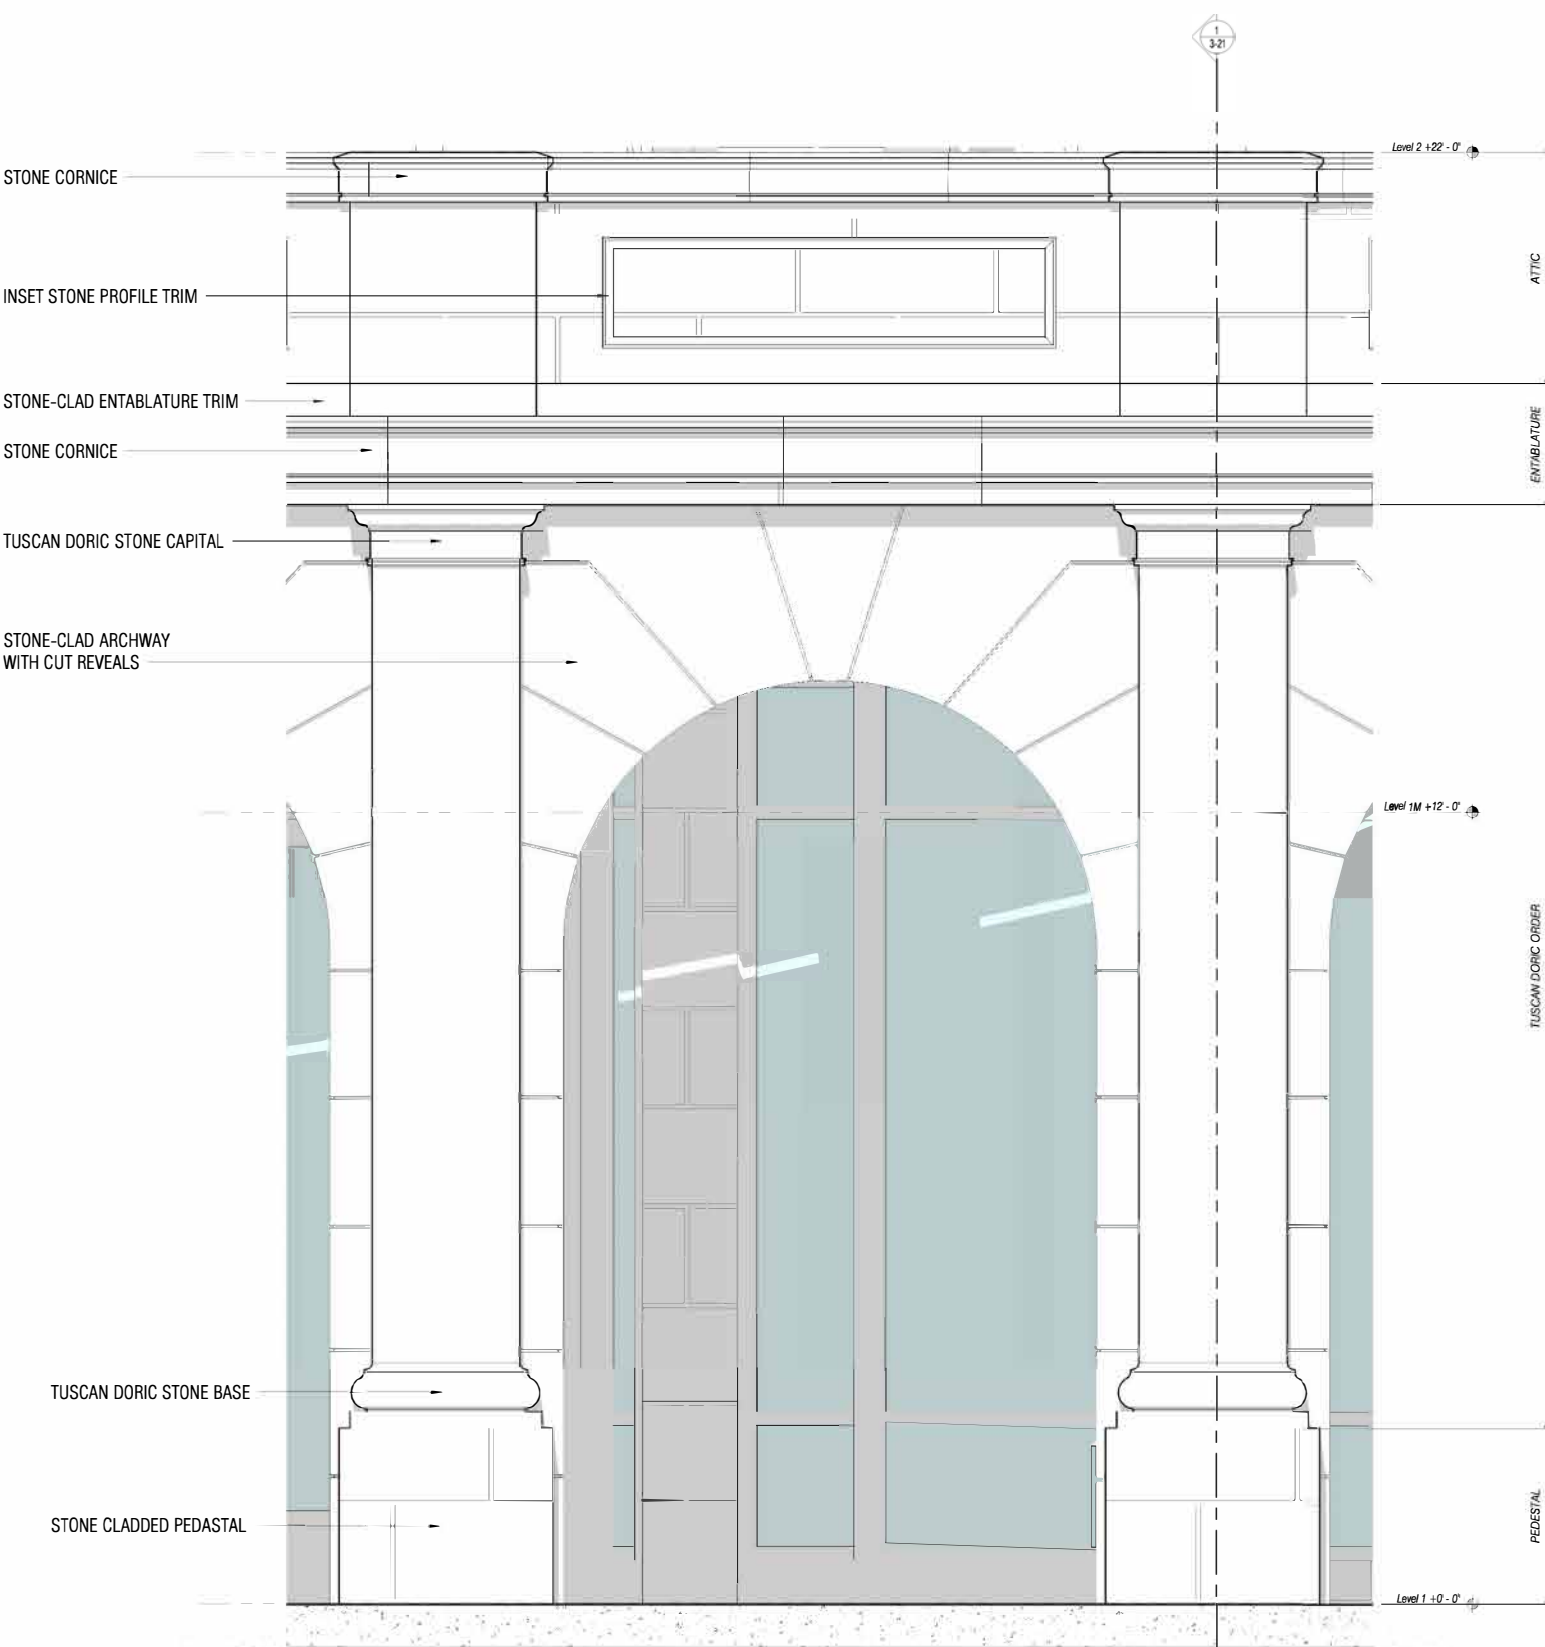 1
3-21
Level 2 +22' - 0"
STONE CORNICE
ATTIC
INSET STONE PROFILE TRIM
STONE-CLAD ENTABLATURE TRIM
STONE CORNICE
ENTABLATURE
TUSCAN DORIC STONE CAPITAL
STONE-CLAD ARCHWAY
WITH CUT REVEALS
Level 1M +12' - 0"
TUSCAN DORIC ORDER
TUSCAN DORIC STONE BASE
STONE CLADDED PEDASTAL
PEDESTAL
Level 1 +0' - 0"